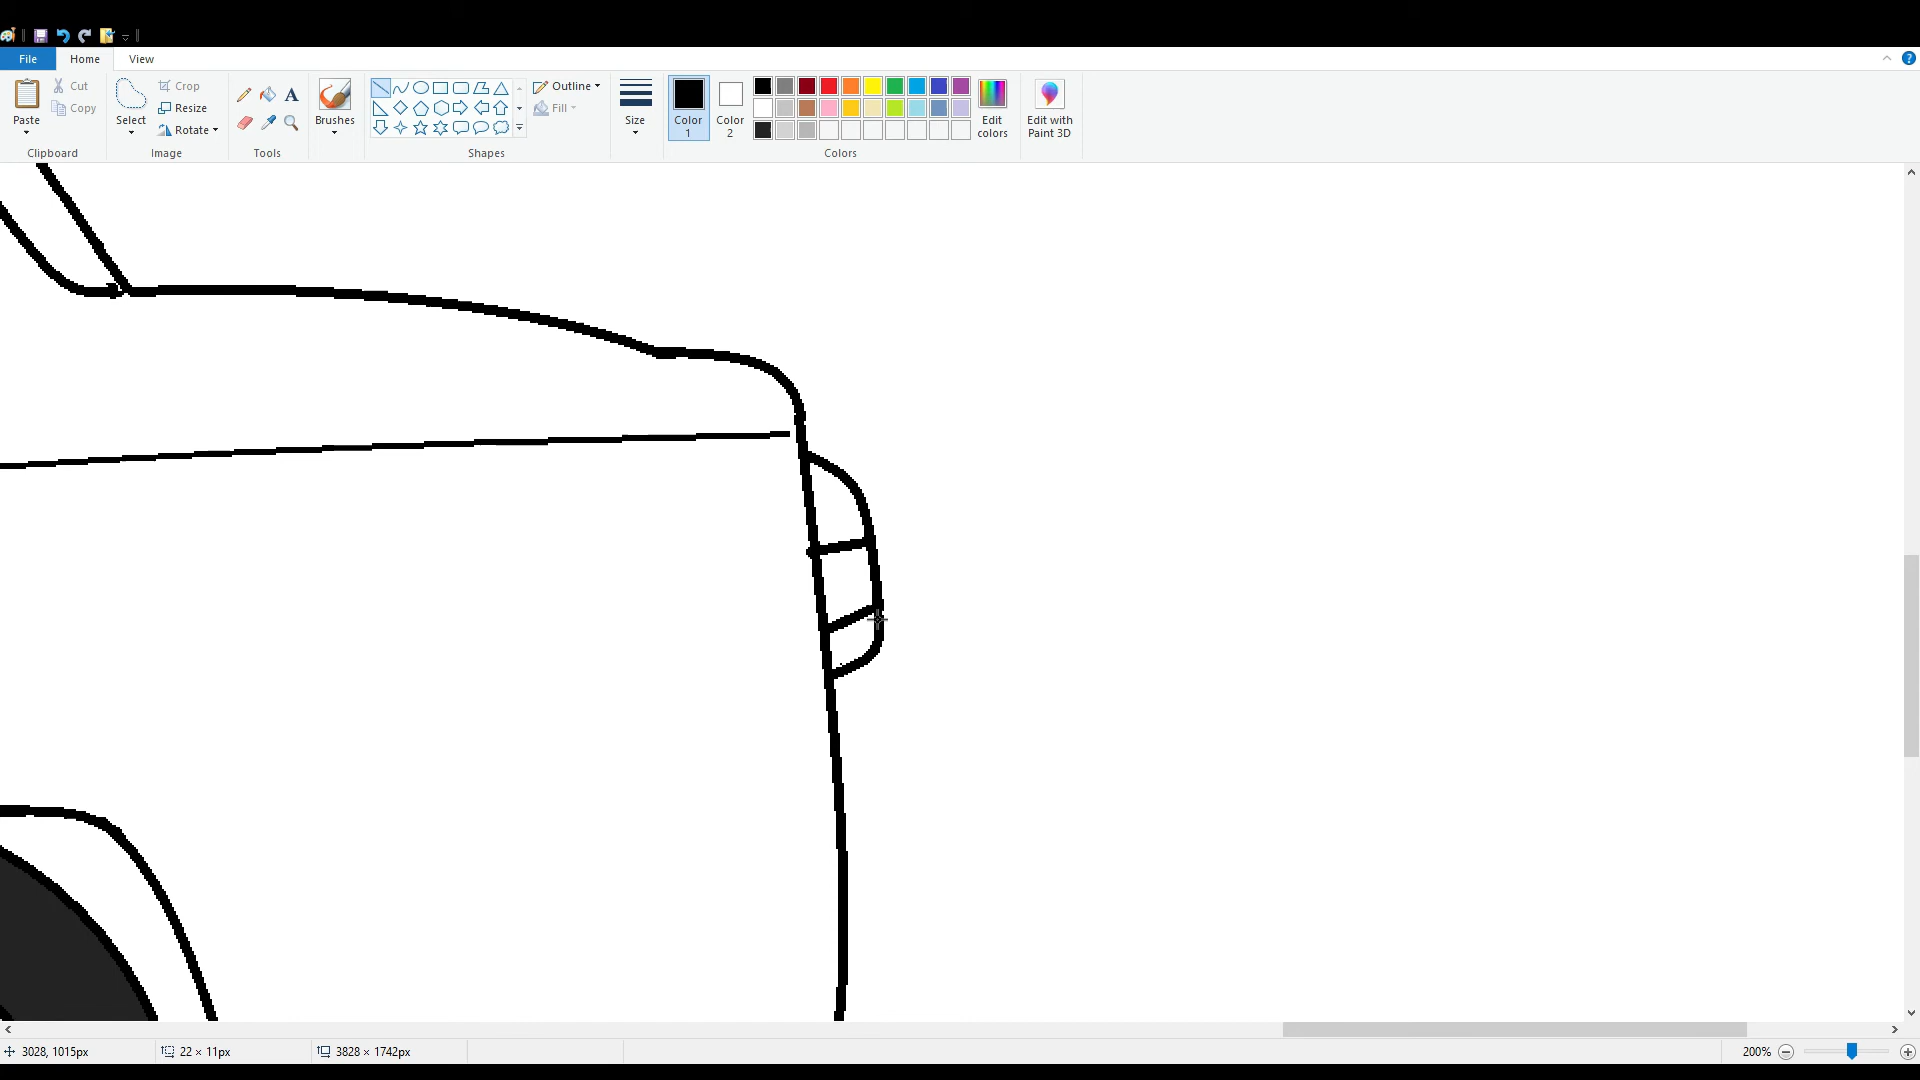 File Home View
Paste Cut Copy
Clipboard
Select Crop Resize Rotate
Image
A
Tools
Brushes
Shapes
Outline
Fill
Size
Color 1
Color 2
Colors
Edit colors
Edit with Paint 3D
?
3028, 1015px
22 × 11px
3828 × 1742px
200%